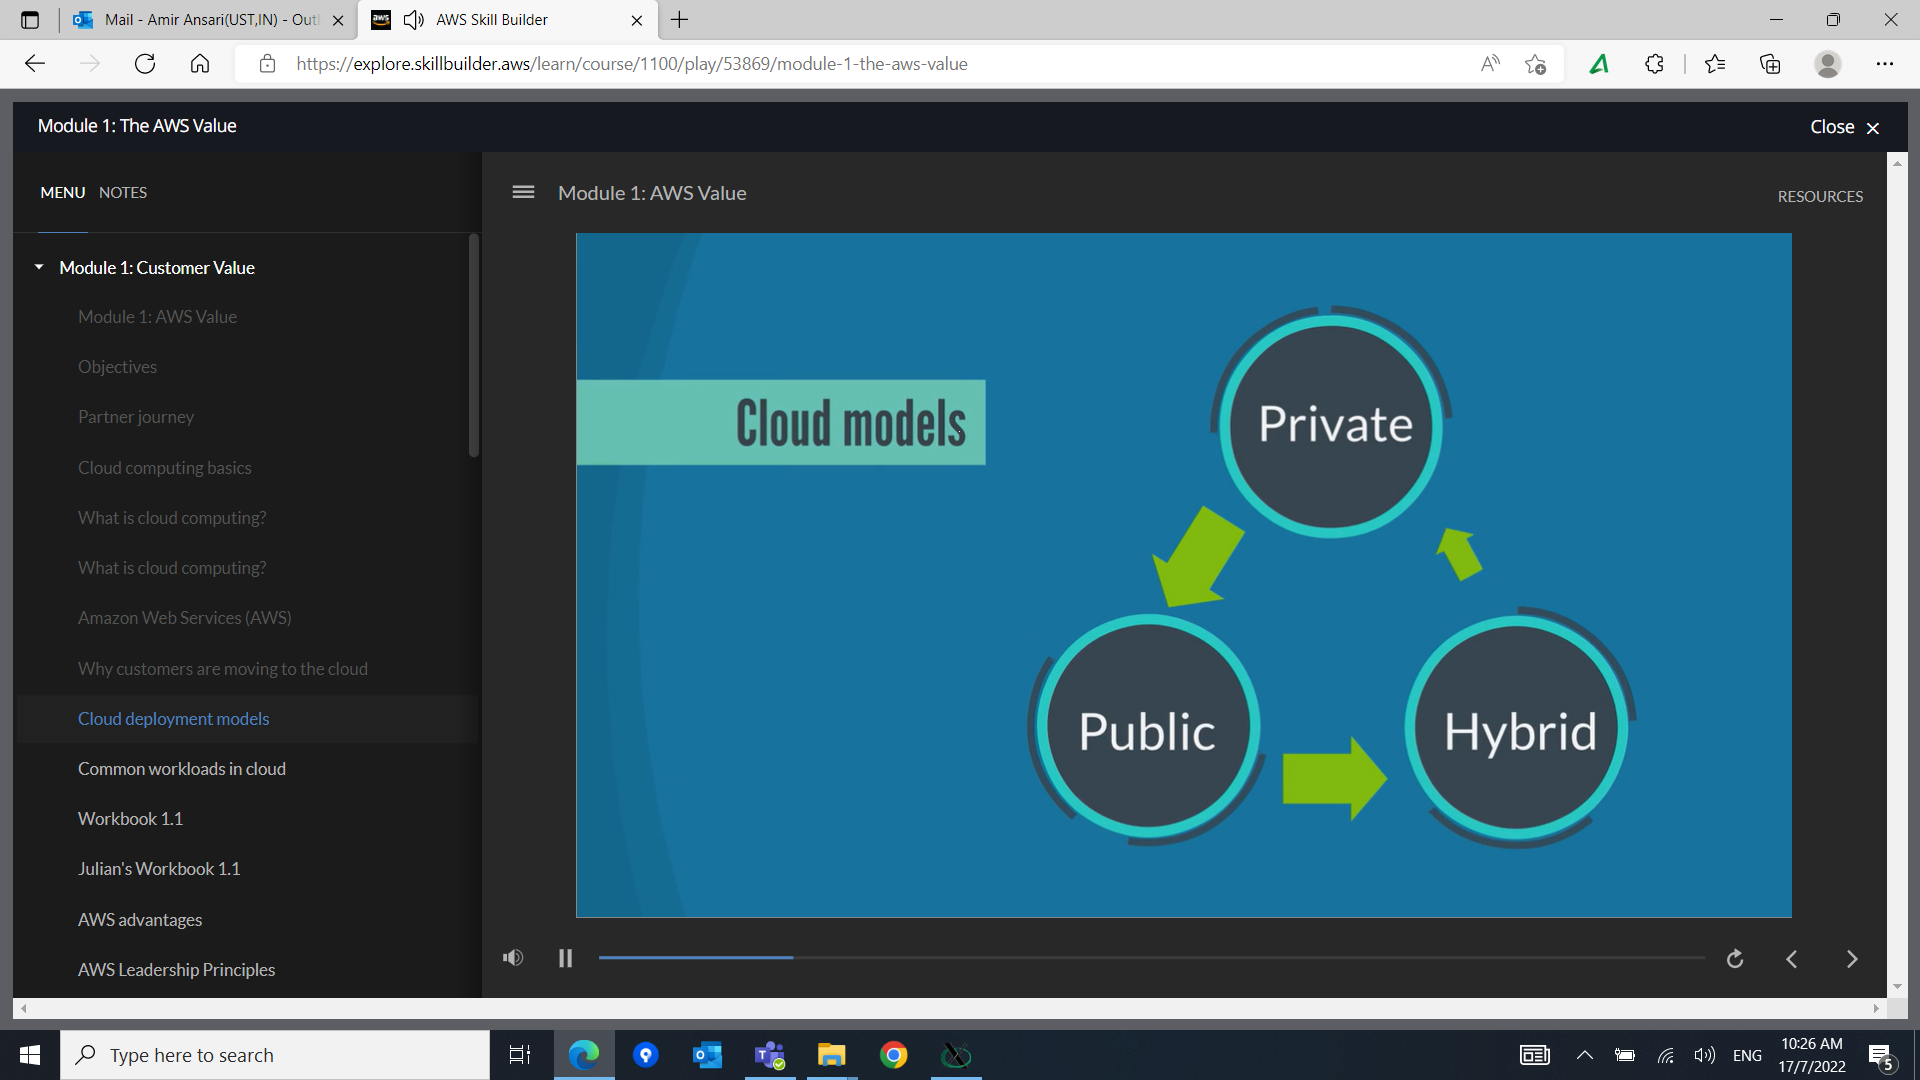 Mail - Amir Ansari(UST,IN) - Out
aws
AWS Skill Builder
https://explore.skillbuilder.aws/learn/course/1100/play/53869/module-1-the-aws-value
Module 1: The AWS Value
Close
MENU NOTES
Module 1: AWS Value
RESOURCES
Module 1: Customer Value
Module 1: AWS Value
Objectives
Partner journey
Cloud computing basics
What is cloud computing?
What is cloud computing?
Amazon Web Services (AWS)
Why customers are moving to the cloud
Cloud deployment models
Common workloads in cloud
Workbook 1.1
Julian's Workbook 1.1
AWS advantages
AWS Leadership Principles
Cloud models
Private
Public
Hybrid
Type here to search
ENG
10:26 AM
17/7/2022
5